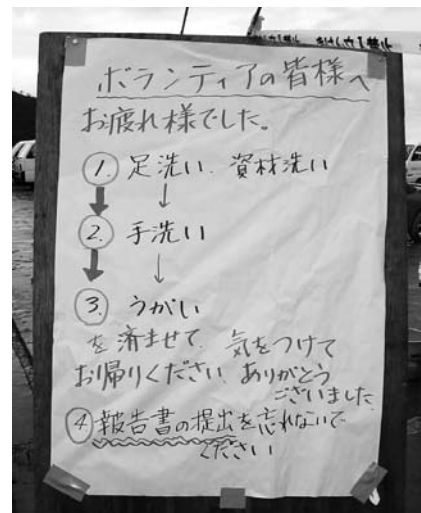 ボランティアの皆様へ
お疲れ様でした。
1. 足洗い、資材洗い
↓
2. 手洗い
↓
3. うがい
を済ませて、気をつけて
お帰りください。ありがとう
ございました
4. 報告書の提出を忘れないで
ください